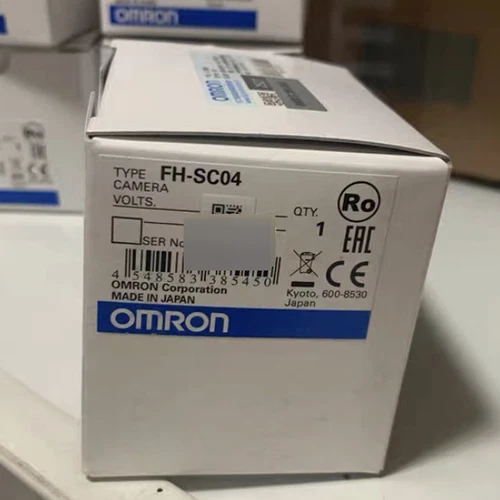 OMRON
OMRON
OMRON
TYPE FH-SC04
CAMERA
VOLTS.
QTY.
1
Ro
EAC
SER No
CE
4 548583 385450
OMRON Corporation
MADE IN JAPAN
Kyoto, 600-8530
Japan
OMRON